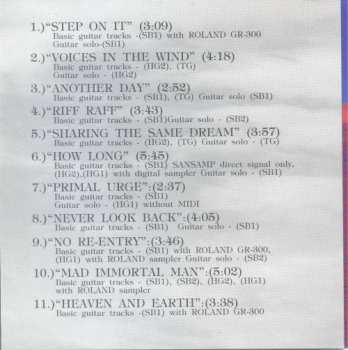 1.)“STEP ON IT” (3:09)
Basic guitar tracks -(SB1) with ROLAND GR-300
Guitar solo-(SB1)
2.)“VOICES IN THE WIND” (4:18)
Basic guitar tracks - (HG2), (TG)
Guitar solo - (HG2)
3.)“ANOTHER DAY” (2:52)
Basic guitar tracks - (SB1), (TG) Guitar solo - (SB1)
4.)“RIFF RAFF” (3:43)
Basic guitar tracks - (SB1)Guitar solo - (SB2)
5.)“SHARING THE SAME DREAM” (3:57)
Basic guitar tracks - (HG2), (TG) Guitar solo - (TG)
6.)“HOW LONG” (5:45)
Basic guitar tracks - (SB1) SANSAMP direct signal only,
(HG2),(HG1) with digital sampler Guitar solo - (SB1)
7.)“PRIMAL URGE”:(2:37)
Basic guitar tracks - (SB1)
Guitar solo - (HG1) without MIDI
8.)“NEVER LOOK BACK”:(4:05)
Basic guitar tracks - (SB1) Guitar solo - (SB1)
9.)“NO RE-ENTRY”:(3:46)
Basic guitar tracks - (SB1) with ROLAND GR-300,
(HG1) with ROLAND sampler Guitar solo - (SB2)
10.)“MAD IMMORTAL MAN”:(5:02)
Basic guitar tracks - (SB1), (SB2), (HG2), (HG1)
with ROLAND sampler
11.)“HEAVEN AND EARTH”:(3:38)
Basic guitar tracks -(SB1) with ROLAND GR-300